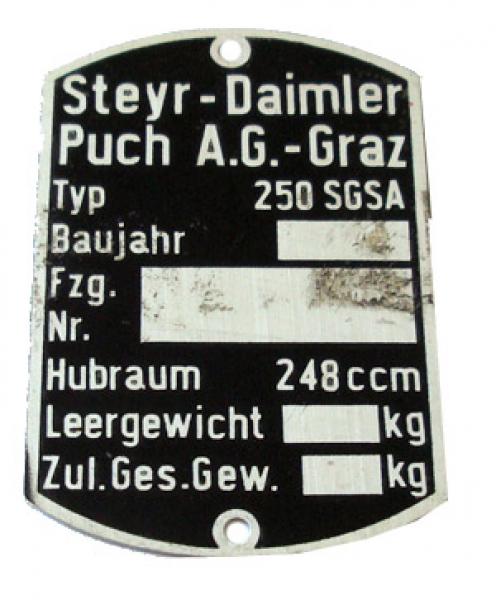 Steyr-Daimler
Puch A.G.-Graz
Typ 250 SGSA
Baujahr
Fzg.
Nr.
Hubraum 248 ccm
Leergewicht kg
Zul.Ges.Gew. kg